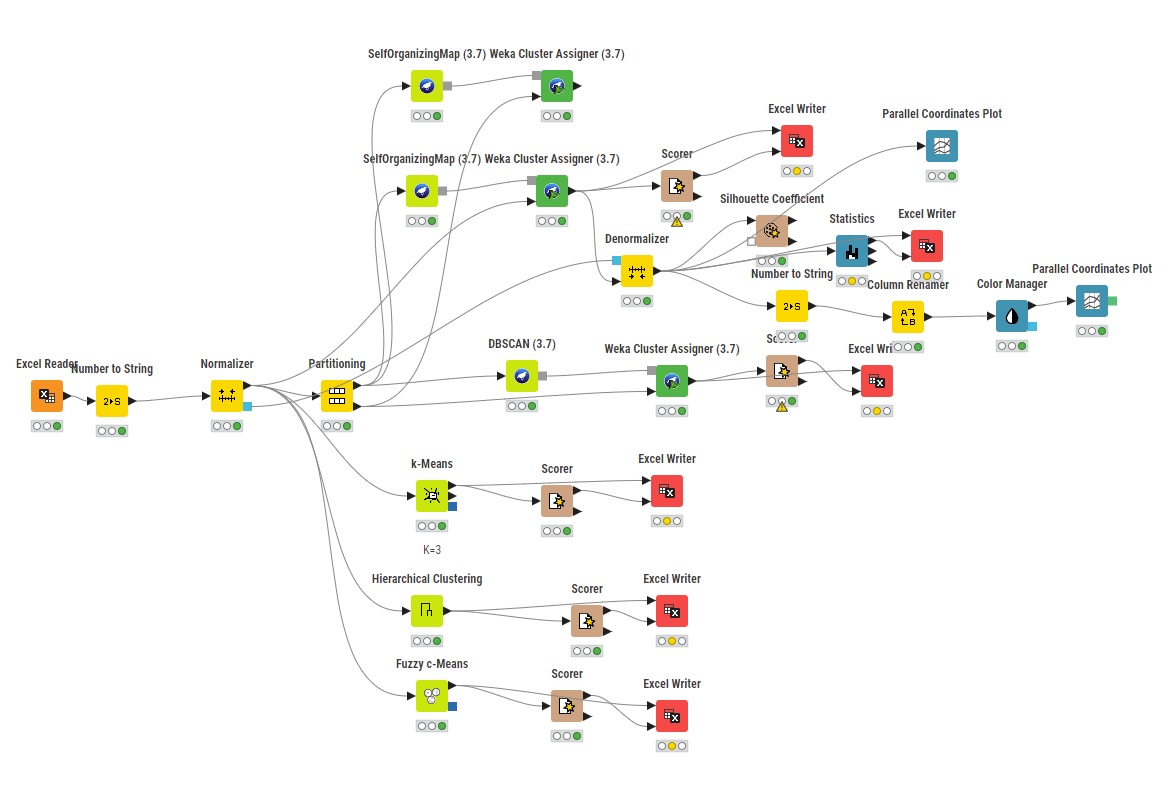 SelfOrganizingMap (3.7) Weka Cluster Assigner (3.7)
Excel Writer
Parallel Coordinates Plot
SelfOrganizingMap (3.7) Weka Cluster Assigner (3.7)
Scorer
Silhouette Coefficient
Statistics
Excel Writer
Denormalizer
Number to String
Column Renamer
Color Manager
Parallel Coordinates Plot
2▸S
A
B
Excel Reader
Number to String
Normalizer
Partitioning
DBSCAN (3.7)
Weka Cluster Assigner (3.7)
Excel Wri
2▸S
k-Means
Scorer
Excel Writer
K=3
Hierarchical Clustering
Scorer
Excel Writer
Fuzzy c-Means
Scorer
Excel Writer